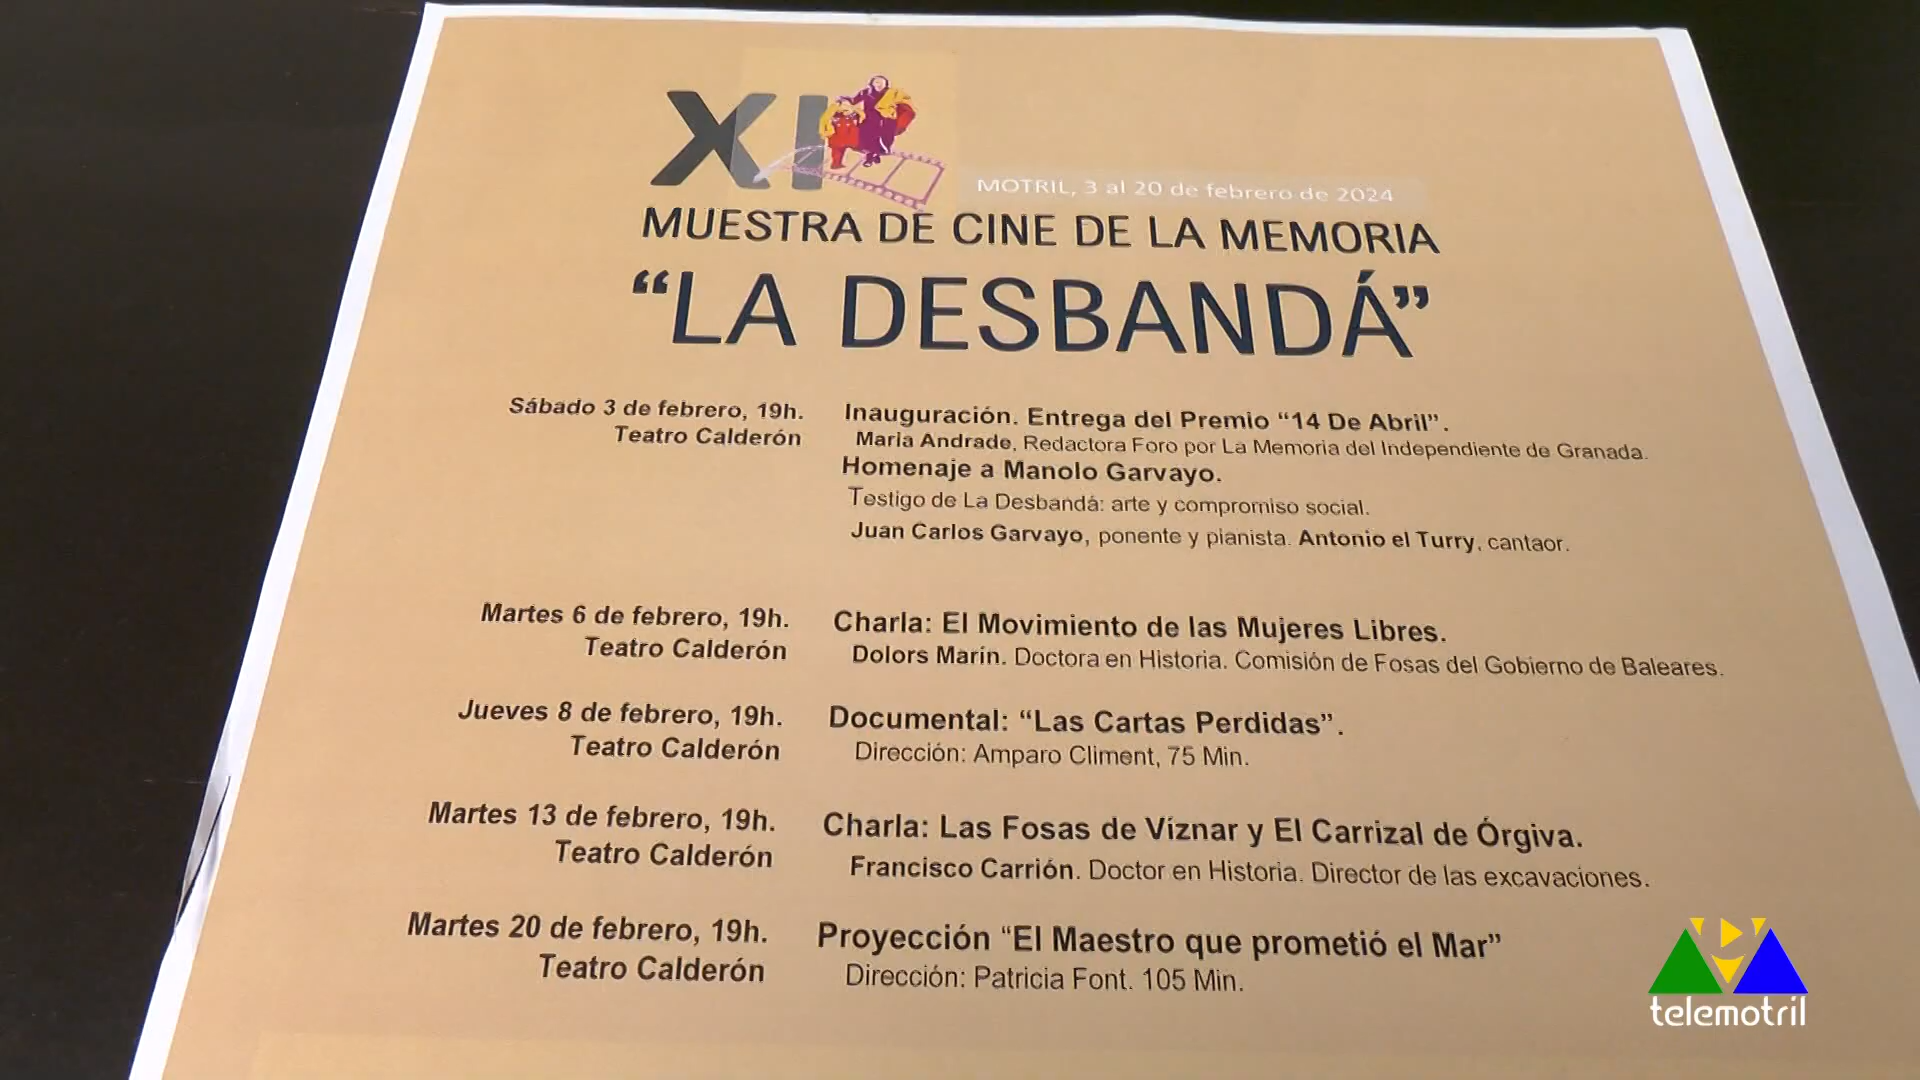 XI
MOTRIL, 3 al 20 de febrero de 2024
MUESTRA DE CINE DE LA MEMORIA
“LA DESBANDÁ”
Sábado 3 de febrero, 19h.
Teatro Calderón
Inauguración. Entrega del Premio “14 De Abril”.
Maria Andrade, Redactora Foro por La Memoria del Independiente de Granada.
Homenaje a Manolo Garvayo.
Testigo de La Desbandá: arte y compromiso social.
Juan Carlos Garvayo, ponente y pianista. Antonio el Turry, cantaor.
Martes 6 de febrero, 19h.
Teatro Calderón
Charla: El Movimiento de las Mujeres Libres.
Dolors Marín. Doctora en Historia. Comisión de Fosas del Gobierno de Baleares.
Jueves 8 de febrero, 19h.
Teatro Calderón
Documental: “Las Cartas Perdidas”.
Dirección: Amparo Climent, 75 Min.
Martes 13 de febrero, 19h.
Teatro Calderón
Charla: Las Fosas de Víznar y El Carrizal de Órgiva.
Francisco Carrión. Doctor en Historia. Director de las excavaciones.
Martes 20 de febrero, 19h.
Teatro Calderón
Proyección “El Maestro que prometió el Mar”
Dirección: Patricia Font. 105 Min.
telemotril